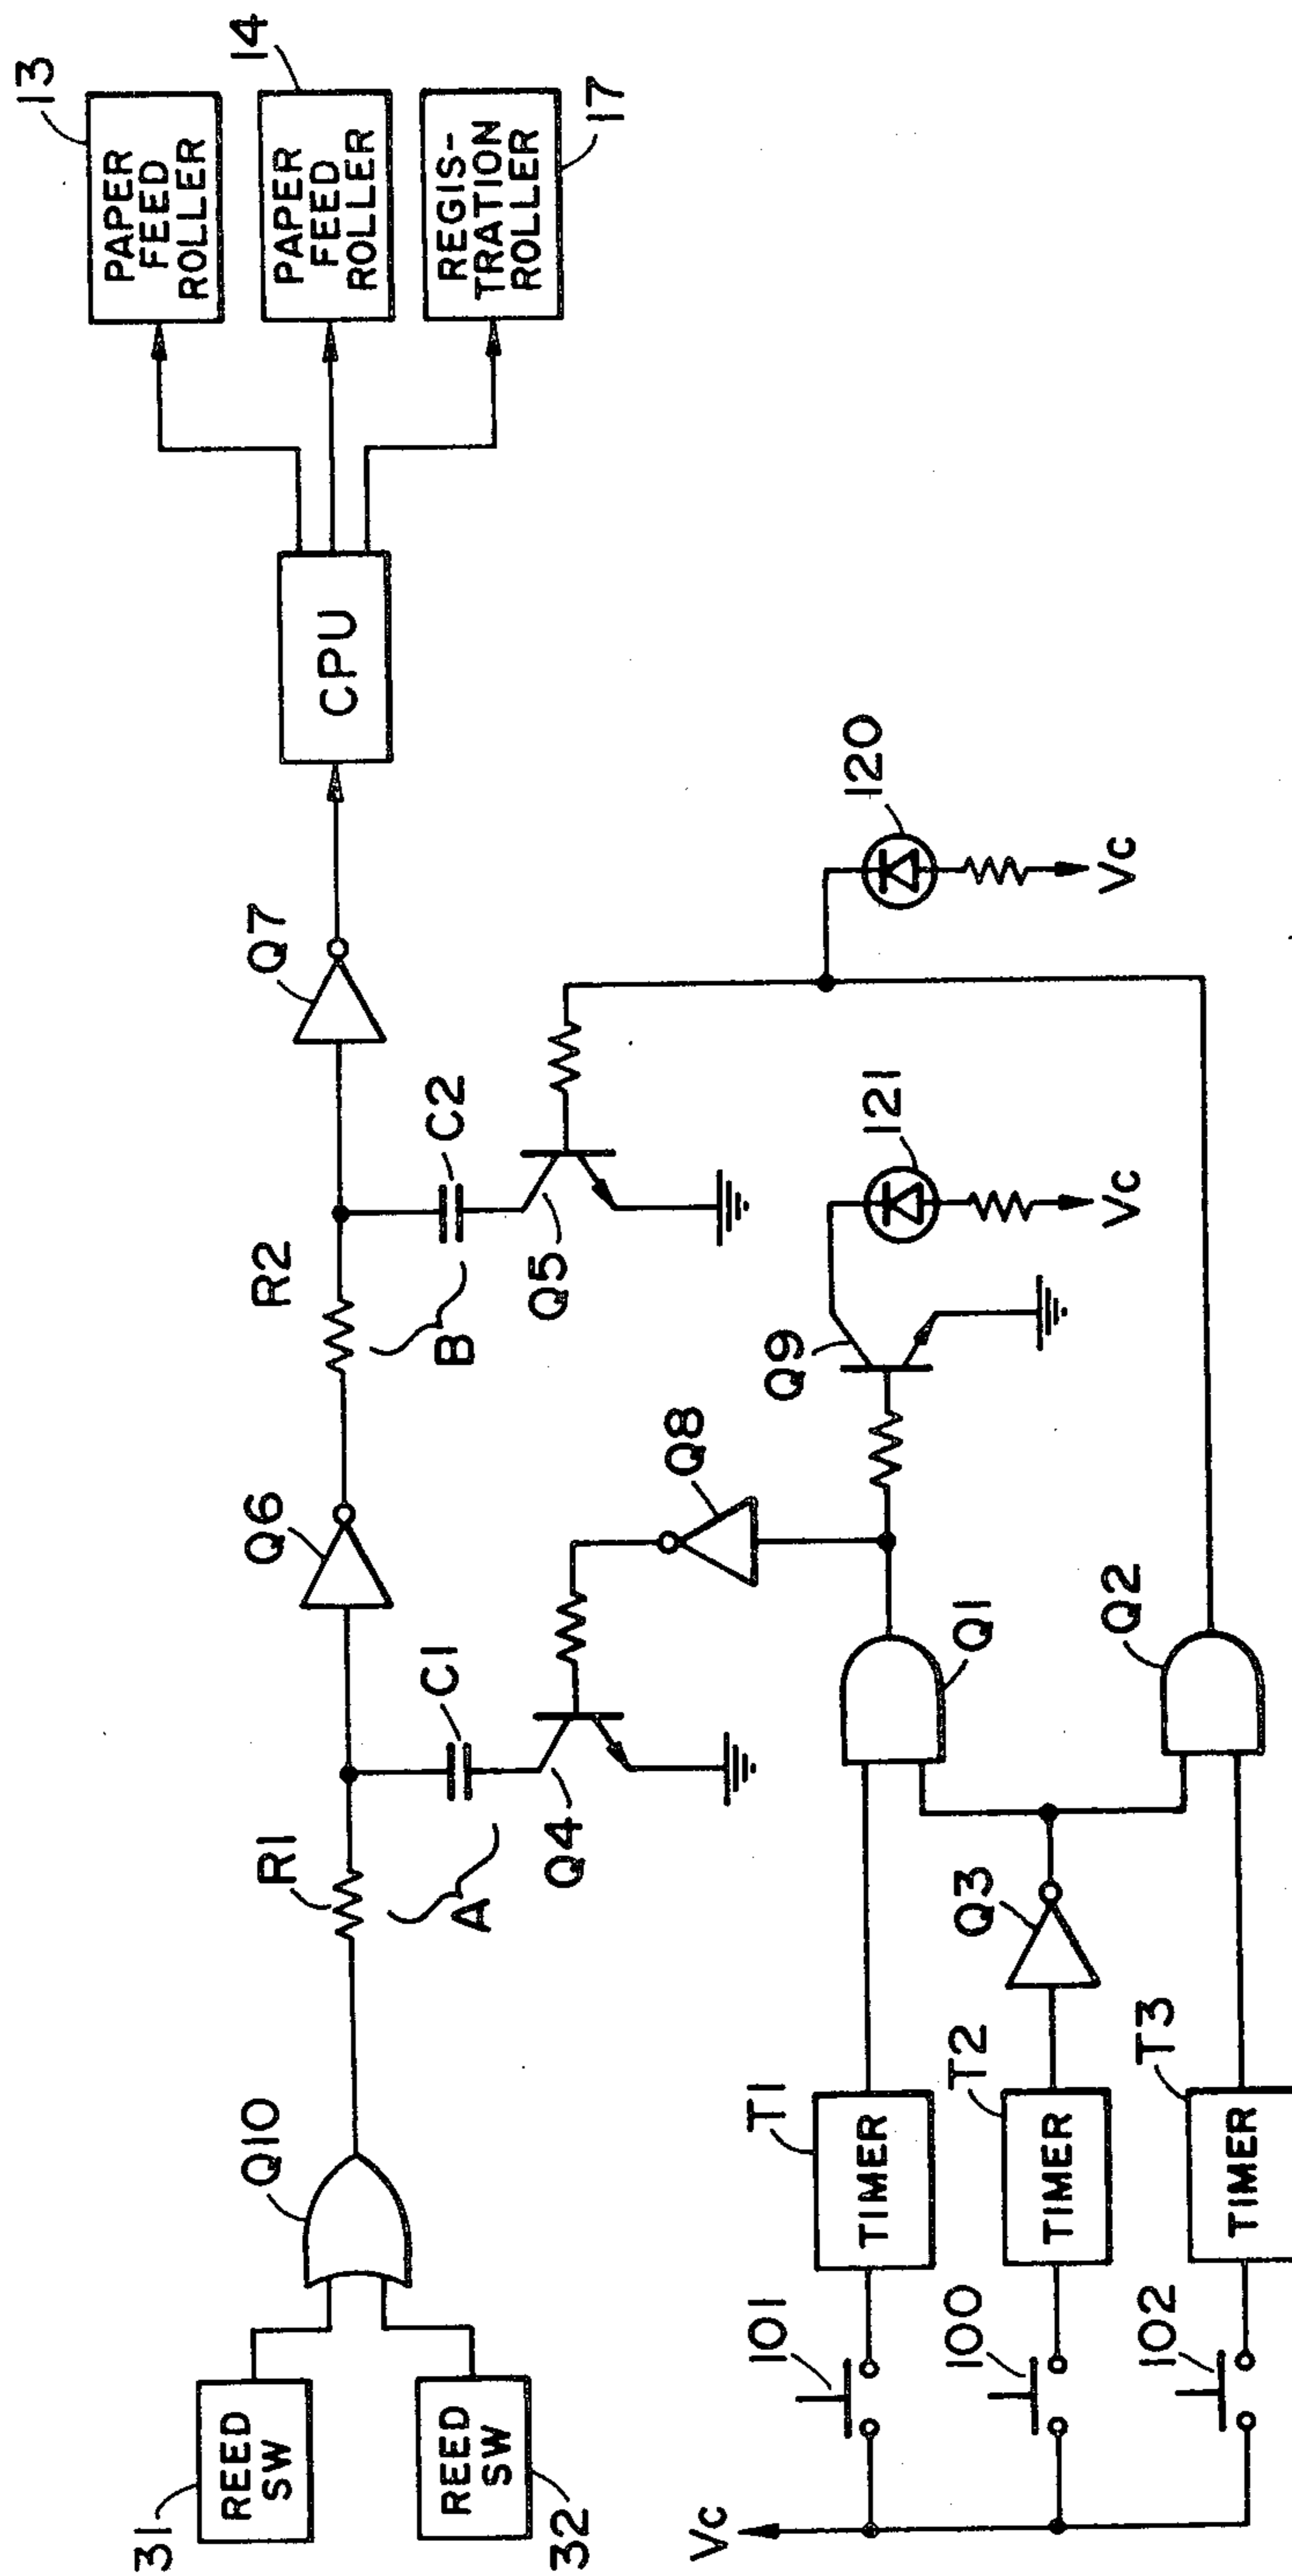 31
REED
SW
32
REED
SW
Q10
R1
A
C1
Q4
Q6
R2
B
C2
Q5
Q7
CPU
13
PAPER
FEED
ROLLER
14
PAPER
FEED
ROLLER
17
REGIS-
TRATION
ROLLER
Vc
101
100
102
T1
TIMER
T2
TIMER
T3
TIMER
Q3
Q1
Q2
Q8
Q9
121
Vc
120
Vc